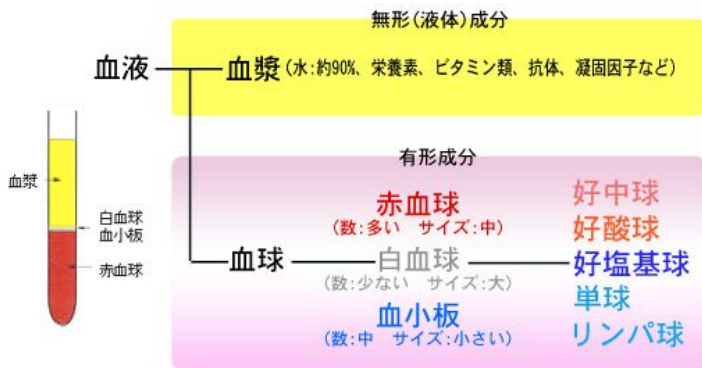 無形(液体)成分
血液
血漿(水:約90%、栄養素、ビタミン類、抗体、凝固因子など)
血漿
白血球
血小板
赤血球
有形成分
血球
赤血球
(数:多い サイズ:中)
白血球
(数:少ない サイズ:大)
血小板
(数:中 サイズ:小さい)
好中球
好酸球
好塩基球
単球
リンパ球